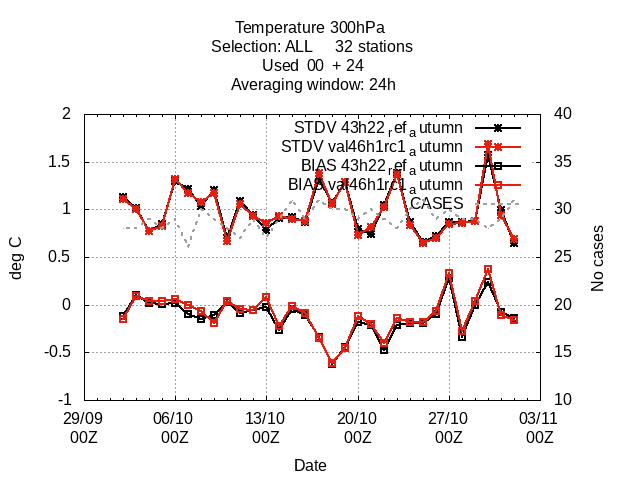 Temperature 300hPa
Selection: ALL 32 stations
Used 00 + 24
Averaging window: 24h
STDV 43h22ref_autumn
STDV val46h1rc1_autumn
BIAS 43h22ref_autumn
BIAS val46h1rc1_autumn
CASES
2
1.5
1
0.5
0
-0.5
-1
deg C
40
35
30
25
20
15
10
No cases
29/09 06/10 13/10 20/10 27/10 03/11
00Z 00Z 00Z 00Z 00Z 00Z
Date